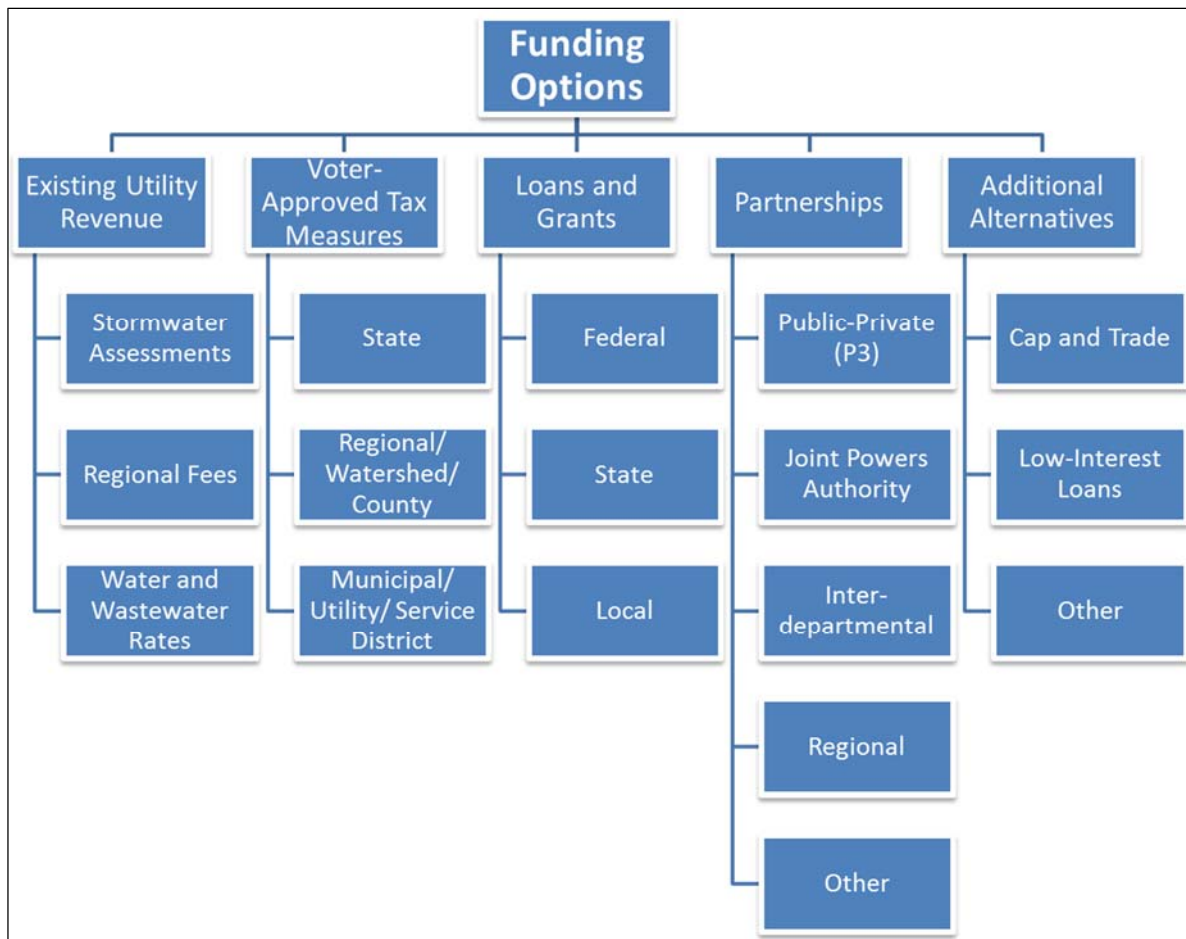 Funding
Options
Existing Utility
Revenue
Stormwater
Assessments
Regional Fees
Water and
Wastewater
Rates
Voter-
Approved Tax
Measures
State
Regional/
Watershed/
County
Municipal/
Utility/ Service
District
Loans and
Grants
Federal
State
Local
Partnerships
Public-Private
(P3)
Joint Powers
Authority
Inter-
departmental
Regional
Other
Additional
Alternatives
Cap and Trade
Low-Interest
Loans
Other